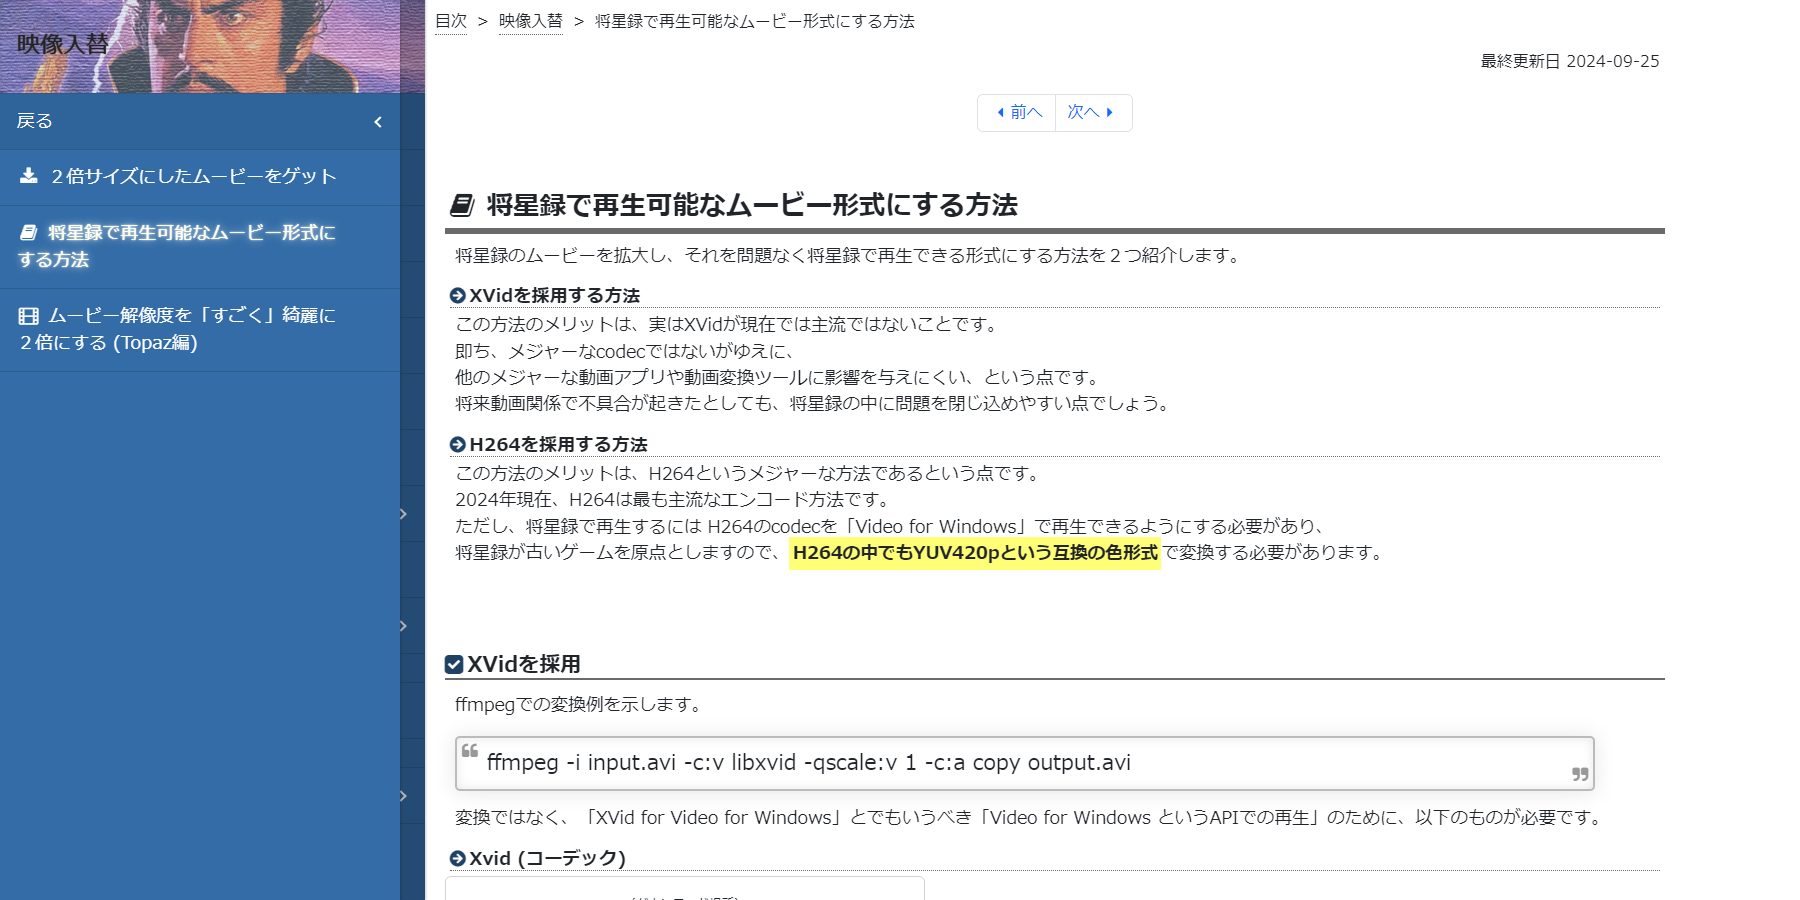 映像入替
戻る
２倍サイズにしたムービーをゲット
将星録で再生可能なムービー形式に
する方法
ムービー解像度を「すごく」綺麗に
２倍にする (Topaz編)
目次 > 映像入替 > 将星録で再生可能なムービー形式にする方法
最終更新日 2024-09-25
前へ 次へ
将星録で再生可能なムービー形式にする方法
将星録のムービーを拡大し、それを問題なく将星録で再生できる形式にする方法を２つ紹介します。
XVidを採用する方法
この方法のメリットは、実はXVidが現在では主流ではないことです。
即ち、メジャーなcodecではないがゆえに、
他のメジャーな動画アプリや動画変換ツールに影響を与えにくい、という点です。
将来動画関係で不具合が起きたとしても、将星録の中に問題を閉じ込めやすい点でしょう。
H264を採用する方法
この方法のメリットは、H264というメジャーな方法であるという点です。
2024年現在、H264は最も主流なエンコード方法です。
ただし、将星録で再生するには H264のcodecを「Video for Windows」で再生できるようにする必要があり、
将星録が古いゲームを原点としますので、H264の中でもYUV420pという互換の色形式で変換する必要があります。
XVidを採用
ffmpegでの変換例を示します。
ffmpeg -i input.avi -c:v libxvid -qscale:v 1 -c:a copy output.avi
変換ではなく、「XVid for Video for Windows」とでもいうべき「Video for Windows というAPIでの再生」のために、以下のものが必要です。
Xvid (コーデック)